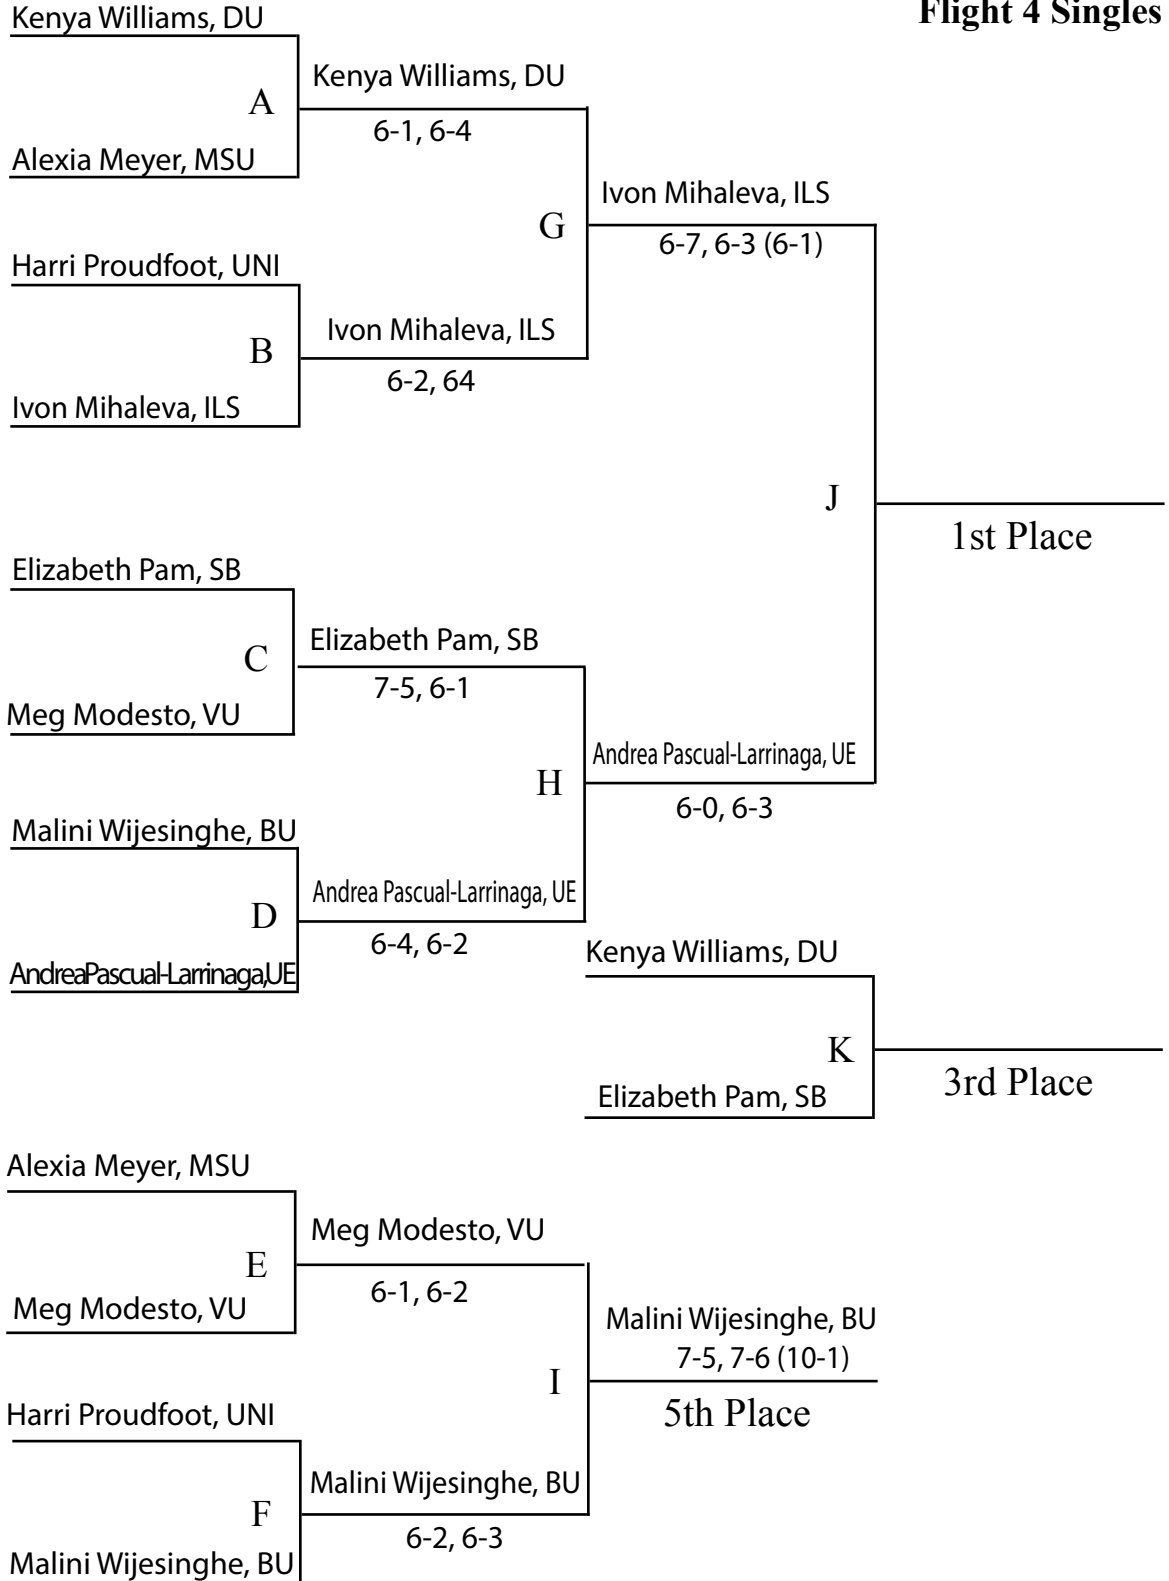 Flight 4 Singles
Kenya Williams, DU
Kenya Williams, DU
A
6-1, 6-4
Alexia Meyer, MSU
Ivon Mihaleva, ILS
G
6-7, 6-3 (6-1)
Harri Proudfoot, UNI
Ivon Mihaleva, ILS
B
6-2, 64
Ivon Mihaleva, ILS
J
1st Place
Elizabeth Pam, SB
Elizabeth Pam, SB
C
7-5, 6-1
Meg Modesto, VU
Andrea Pascual-Larrinaga, UE
H
6-0, 6-3
Malini Wijesinghe, BU
Andrea Pascual-Larrinaga, UE
D
6-4, 6-2
AndreaPascual-Larrinaga,UE
Kenya Williams, DU
K
3rd Place
Elizabeth Pam, SB
Alexia Meyer, MSU
Meg Modesto, VU
E
6-1, 6-2
Meg Modesto, VU
Malini Wijesinghe, BU
7-5, 7-6 (10-1)
I
5th Place
Harri Proudfoot, UNI
Malini Wijesinghe, BU
F
6-2, 6-3
Malini Wijesinghe, BU